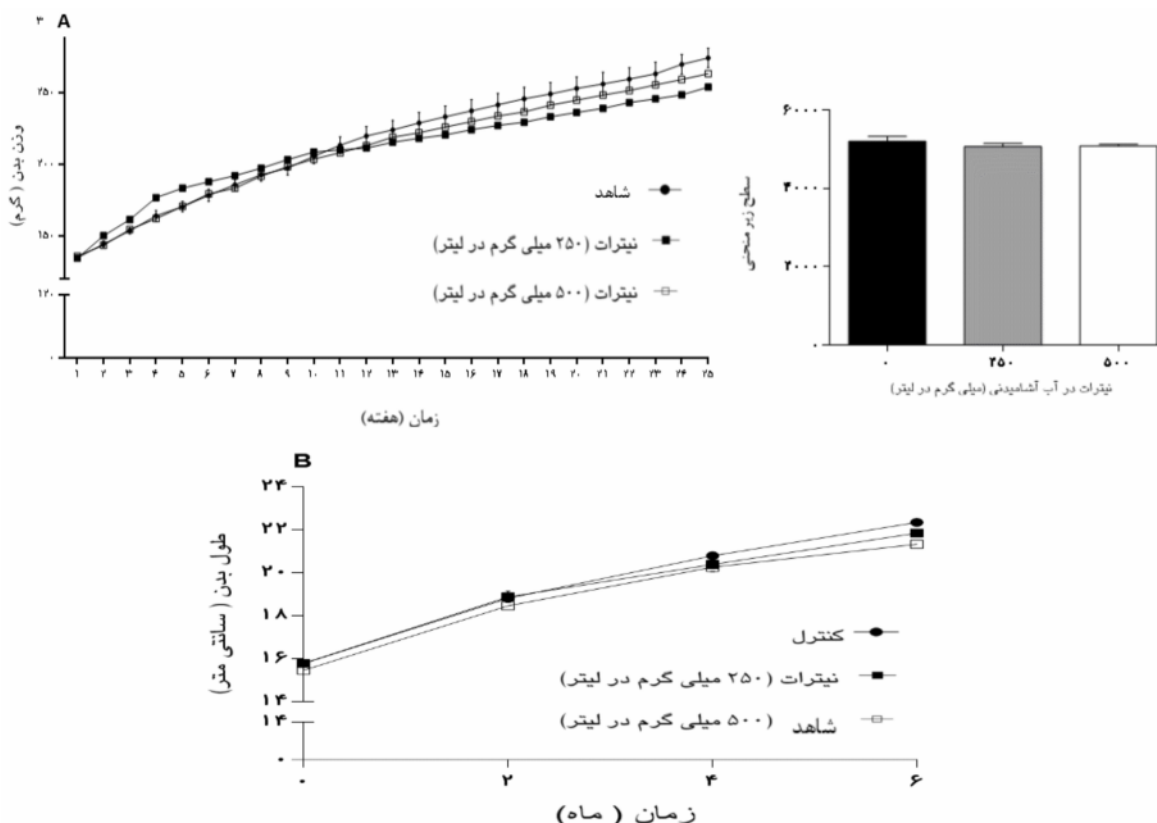 ۳ A
۲۵۰
۲۰۰
۱۵۰
۱۲۰
۰
وزن بدن (گرم)
شاهد
نیترات (۲۵۰ میلی گرم در لیتر)
نیترات (۵۰۰ میلی گرم در لیتر)
۱ ۲ ۳ ۴ ۵ ۶ ۷ ۸ ۹ ۱۰ ۱۱ ۱۲ ۱۳ ۱۴ ۱۵ ۱۶ ۱۷ ۱۸ ۱۹ ۲۰ ۲۱ ۲۲ ۲۳ ۲۴ ۲۵
زمان (هفته)
۶۰۰۰
۴۰۰۰
۲۰۰۰
۰
سطح زیر منحنی
۰ ۲۵۰ ۵۰۰
نیترات در آب آشامیدنی (میلی گرم در لیتر)
B
۲۴
۲۲
۲۰
۱۸
۱۶
۱۴
۱۴
۰
طول بدن (سانتی متر)
کنترل
نیترات (۲۵۰ میلی گرم در لیتر)
شاهد (۵۰۰ میلی گرم در لیتر)
۰ ۲ ۴ ۶
زمان (ماه)